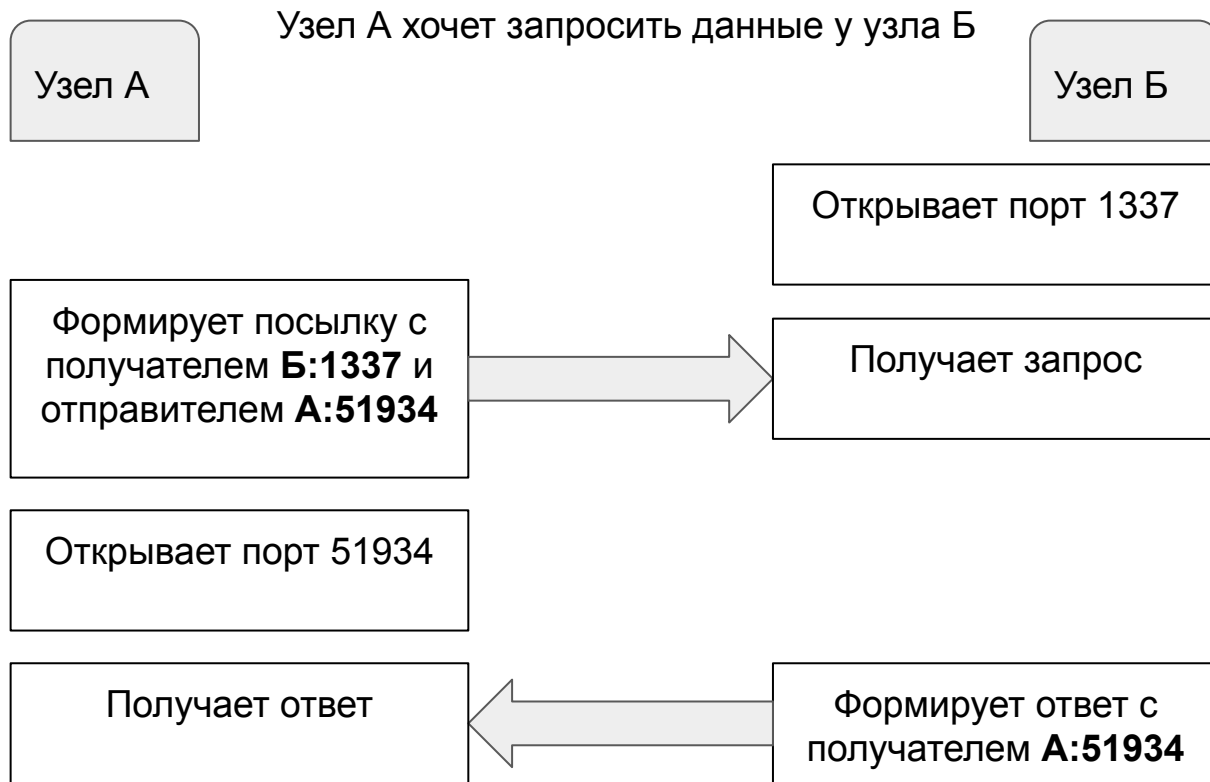 Узел А хочет запросить данные у узла Б
Узел А
Узел Б
Открывает порт 1337
Формирует посылку с
получателем Б:1337 и
отправителем А:51934
Получает запрос
Открывает порт 51934
Получает ответ
Формирует ответ с
получателем А:51934